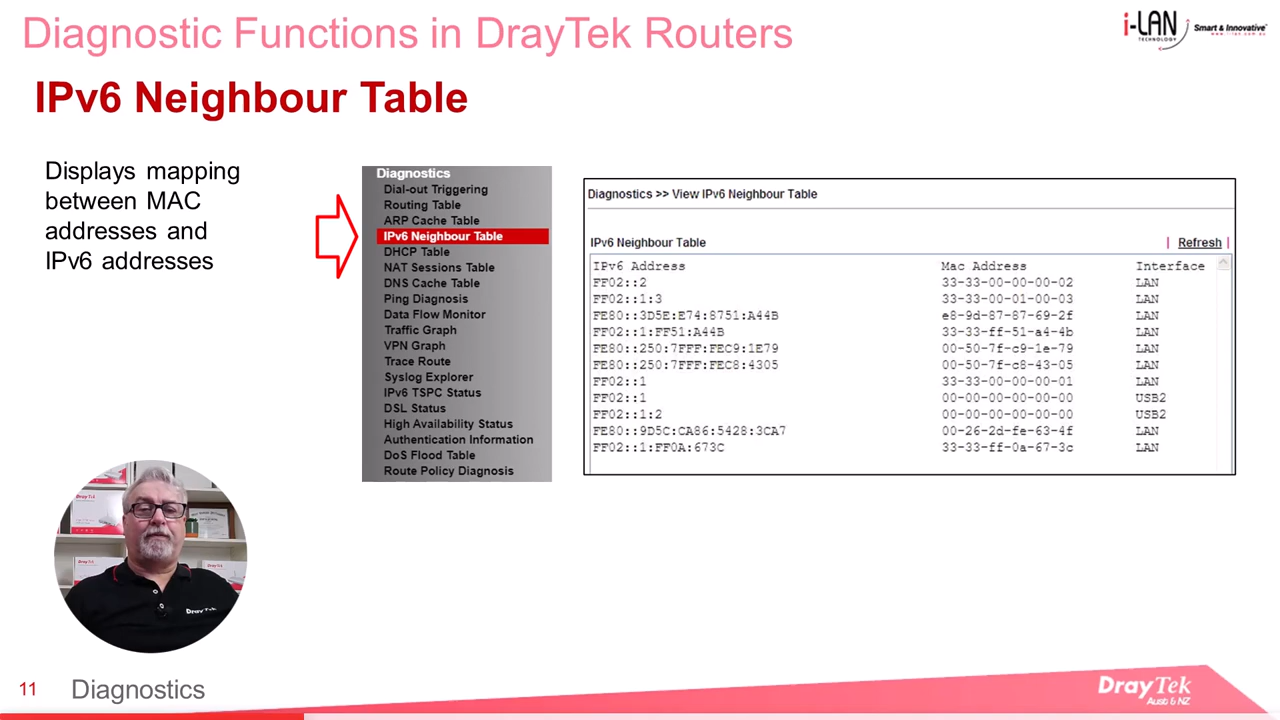 Diagnostic Functions in DrayTek Routers
i-LAN
TECHNOLOGY
Smart & Innovative
IPv6 Neighbour Table
Displays mapping
between MAC
addresses and
IPv6 addresses
Diagnostics
Dial-out Triggering
Routing Table
ARP Cache Table
IPv6 Neighbour Table
DHCP Table
NAT Sessions Table
DNS Cache Table
Ping Diagnosis
Data Flow Monitor
Traffic Graph
VPN Graph
Trace Route
Syslog Explorer
IPv6 TSPC Status
DSL Status
High Availability Status
Authentication Information
DoS Flood Table
Route Policy Diagnosis
Diagnostics >> View IPv6 Neighbour Table
IPv6 Neighbour Table | Refresh |
IPv6 Address Mac Address Interface
FF02::2 33-33-00-00-00-02 LAN
FF02::1:3 33-33-00-01-00-03 LAN
FE80::3D5E:E74:8751:A44B e8-9d-87-87-69-2f LAN
FF02::1:FF51:A44B 33-33-ff-51-a4-4b LAN
FE80::250:7FFF:FEC9:1E79 00-50-7f-c9-1e-79 LAN
FE80::250:7FFF:FEC8:4305 00-50-7f-c8-43-05 LAN
FF02::1 33-33-00-00-00-01 LAN
FF02::1 00-00-00-00-00-00 USB2
FF02::1:2 00-00-00-00-00-00 USB2
FE80::9D5C:CA86:5428:3CA7 00-26-2d-fe-63-4f LAN
FF02::1:FF0A:673C 33-33-ff-0a-67-3c LAN
DrayTek
DrayTek
DrayTek
11 Diagnostics
DrayTek
Aust & NZ